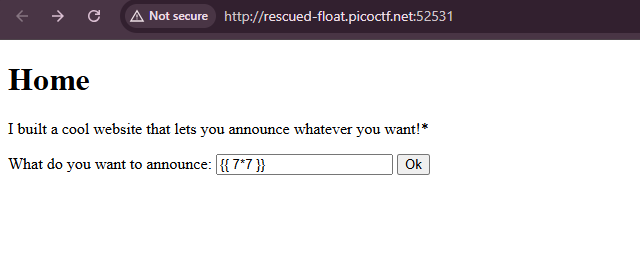 Not secure http://rescued-float.picoctf.net:52531
Home
I built a cool website that lets you announce whatever you want!*
What do you want to announce: {{ 7*7 }} Ok